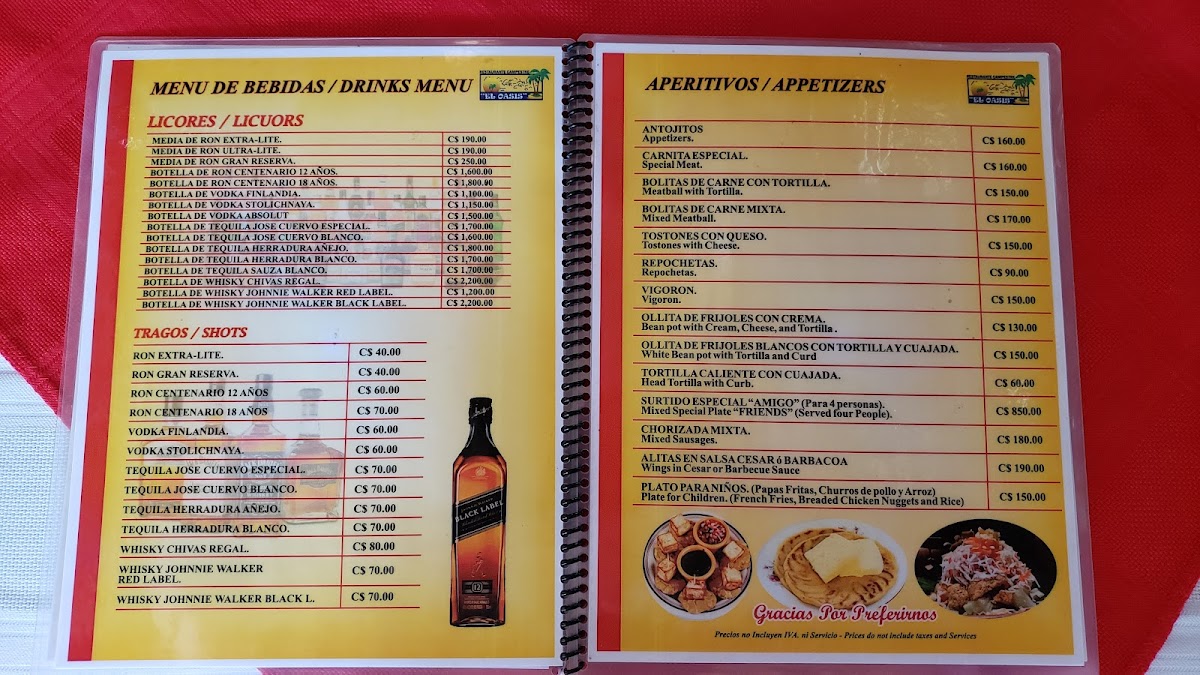 MENU DE BEBIDAS / DRINKS MENU
RESTAURANTE CAMPESTRE
"EL OASIS"
LICORES / LICUORS
MEDIA DE RON EXTRA-LITE. C$ 190.00
MEDIA DE RON ULTRA-LITE. C$ 190.00
MEDIA DE RON GRAN RESERVA. C$ 250.00
BOTELLA DE RON CENTENARIO 12 AÑOS. C$ 1,600.00
BOTELLA DE RON CENTENARIO 18 AÑOS. C$ 1,800.00
BOTELLA DE VODKA FINLANDIA. C$ 1,100.00
BOTELLA DE VODKA STOLICHNAYA. C$ 1,150.00
BOTELLA DE VODKA ABSOLUT C$ 1,500.00
BOTELLA DE TEQUILA JOSE CUERVO ESPECIAL. C$ 1,700.00
BOTELLA DE TEQUILA JOSE CUERVO BLANCO. C$ 1,600.00
BOTELLA DE TEQUILA HERRADURA AÑEJO. C$ 1,800.00
BOTELLA DE TEQUILA HERRADURA BLANCO. C$ 1,700.00
BOTELLA DE TEQUILA SAUZA BLANCO. C$ 1,700.00
BOTELLA DE WHISKY CHIVAS REGAL. C$ 2,200.00
BOTELLA DE WHISKY JOHNNIE WALKER RED LABEL. C$ 1,200.00
BOTELLA DE WHISKY JOHNNIE WALKER BLACK LABEL. C$ 2,200.00
TRAGOS / SHOTS
RON EXTRA-LITE. C$ 40.00
RON GRAN RESERVA. C$ 40.00
RON CENTENARIO 12 AÑOS C$ 60.00
RON CENTENARIO 18 AÑOS C$ 70.00
VODKA FINLANDIA. C$ 60.00
VODKA STOLICHNAYA. C$ 60.00
TEQUILA JOSE CUERVO ESPECIAL. C$ 70.00
TEQUILA JOSE CUERVO BLANCO. C$ 70.00
TEQUILA HERRADURA AÑEJO. C$ 70.00
TEQUILA HERRADURA BLANCO. C$ 70.00
WHISKY CHIVAS REGAL. C$ 80.00
WHISKY JOHNNIE WALKER
RED LABEL. C$ 70.00
WHISKY JOHNNIE WALKER BLACK L. C$ 70.00
BLACK LABEL
12
APERITIVOS / APPETIZERS
RESTAURANTE CAMPESTRE
"EL OASIS"
ANTOJITOS
Appetizers. C$ 160.00
CARNITA ESPECIAL.
Special Meat. C$ 160.00
BOLITAS DE CARNE CON TORTILLA.
Meatball with Tortilla. C$ 150.00
BOLITAS DE CARNE MIXTA.
Mixed Meatball. C$ 170.00
TOSTONES CON QUESO.
Tostones with Cheese. C$ 150.00
REPOCHETAS.
Repochetas. C$ 90.00
VIGORON.
Vigoron. C$ 150.00
OLLITA DE FRIJOLES CON CREMA.
Bean pot with Cream, Cheese, and Tortilla . C$ 130.00
OLLITA DE FRIJOLES BLANCOS CON TORTILLA Y CUAJADA.
White Bean pot with Tortilla and Curd C$ 150.00
TORTILLA CALIENTE CON CUAJADA.
Head Tortilla with Curb. C$ 60.00
SURTIDO ESPECIAL "AMIGO" (Para 4 personas).
Mixed Special Plate "FRIENDS" (Served four People). C$ 850.00
CHORIZADA MIXTA.
Mixed Sausages. C$ 180.00
ALITAS EN SALSA CESAR ó BARBACOA
Wings in Cesar or Barbecue Sauce C$ 190.00
PLATO PARA NIÑOS. (Papas Fritas, Churros de pollo y Arroz)
Plate for Children. (French Fries, Breaded Chicken Nuggets and Rice) C$ 150.00
Gracias Por Preferirnos
Precios no Incluyen IVA. ni Servicio - Prices do not include taxes and Services